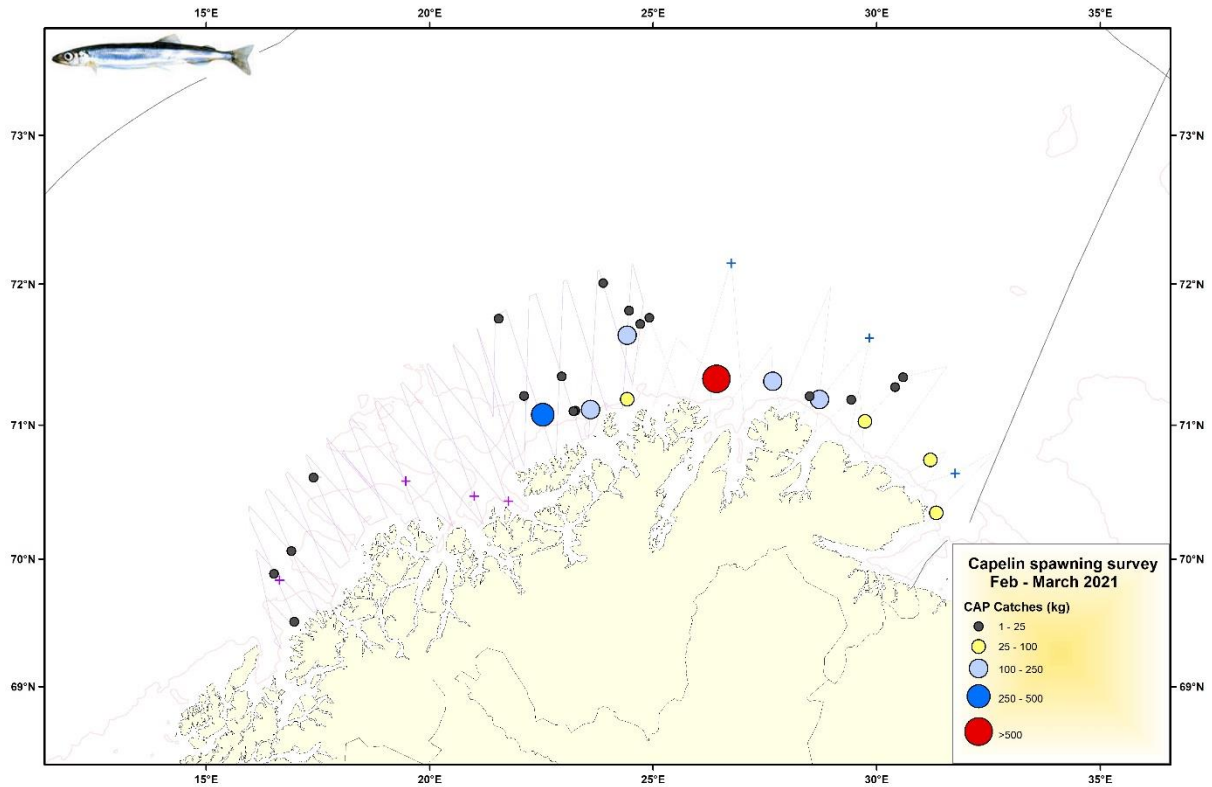 15°E 20°E 25°E 30°E 35°E
73°N 73°N
72°N 72°N
71°N 71°N
70°N 70°N
69°N 69°N
Capelin spawning survey
Feb - March 2021
CAP Catches (kg)
1 - 25
25 - 100
100 - 250
250 - 500
>500
15°E 20°E 25°E 30°E 35°E